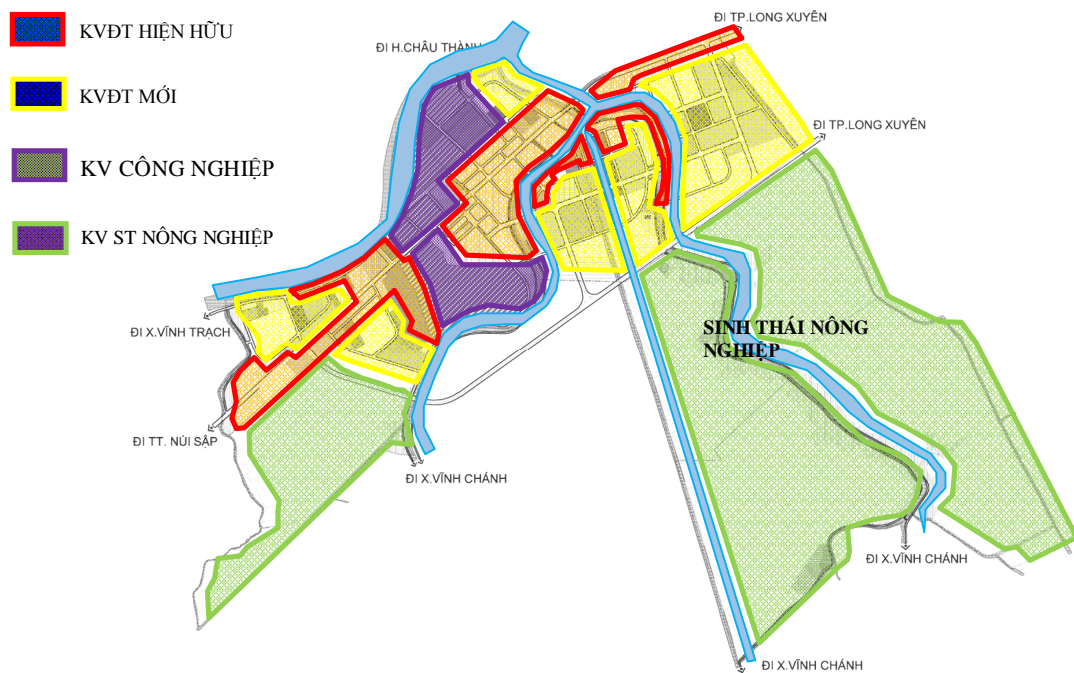 KVĐT HIỆN HỮU
KVĐT MỚI
KV CÔNG NGHIỆP
KV ST NÔNG NGHIỆP
ĐI TP.LONG XUYÊN
ĐI H.CHÂU THÀNH
ĐI TP.LONG XUYÊN
ĐI X.VĨNH TRẠCH
SINH THÁI NÔNG
NGHIỆP
ĐI TT. NÚI SẬP
ĐI X.VĨNH CHÁNH
ĐI X.VĨNH CHÁNH
ĐI X.VĨNH CHÁNH